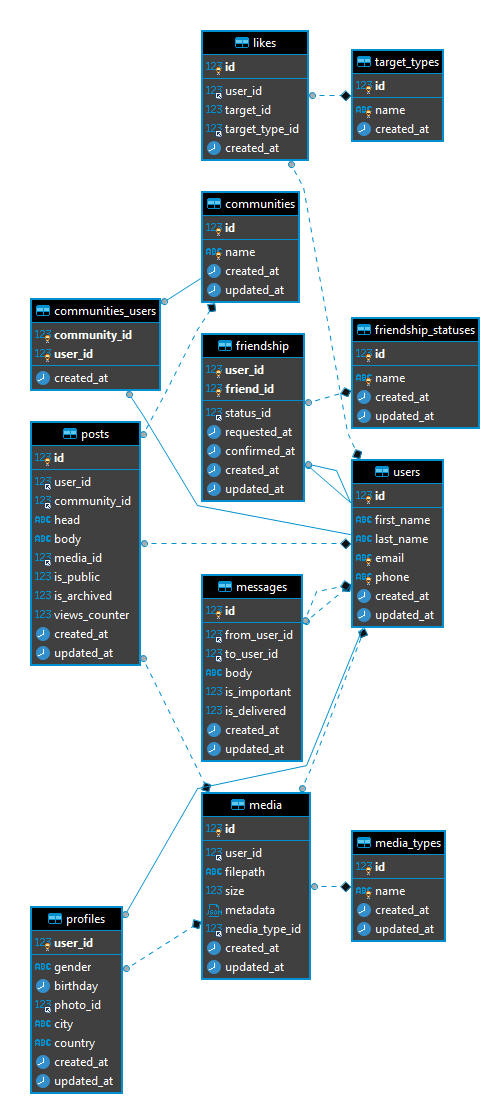 likes
id
user_id
target_id
target_type_id
created_at
target_types
id
name
created_at
communities
id
name
created_at
updated_at
communities_users
community_id
user_id
created_at
friendship
user_id
friend_id
status_id
requested_at
confirmed_at
created_at
updated_at
friendship_statuses
id
name
created_at
updated_at
posts
id
user_id
community_id
head
body
media_id
is_public
is_archived
views_counter
created_at
updated_at
users
id
first_name
last_name
email
phone
created_at
updated_at
messages
id
from_user_id
to_user_id
body
is_important
is_delivered
created_at
updated_at
media
id
user_id
filepath
size
metadata
media_type_id
created_at
updated_at
media_types
id
name
created_at
updated_at
profiles
user_id
gender
birthday
photo_id
city
country
created_at
updated_at